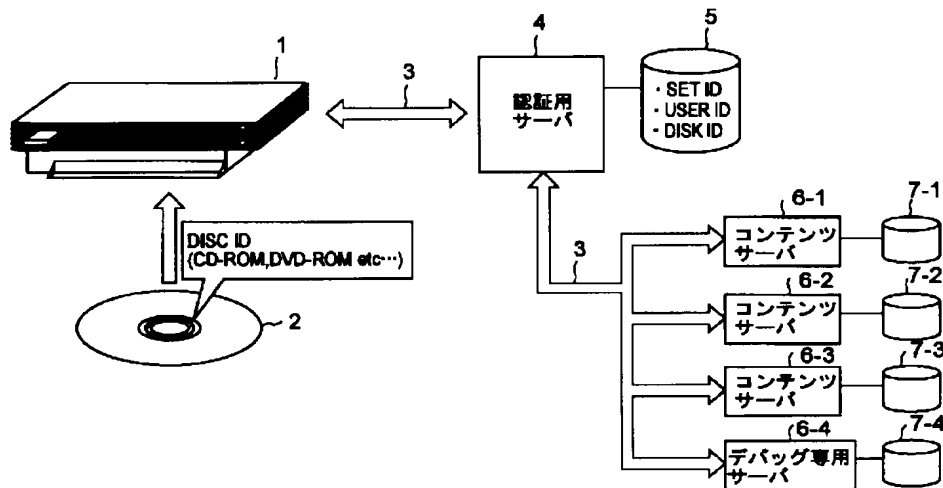 1
3
4
認証用
サーバ
5
・SET ID
・USER ID
・DISK ID
DISC ID
(CD-ROM,DVD-ROM etc…)
2
3
6-1
コンテンツ
サーバ
7-1
6-2
コンテンツ
サーバ
7-2
6-3
コンテンツ
サーバ
7-3
6-4
デバッグ専用
サーバ
7-4